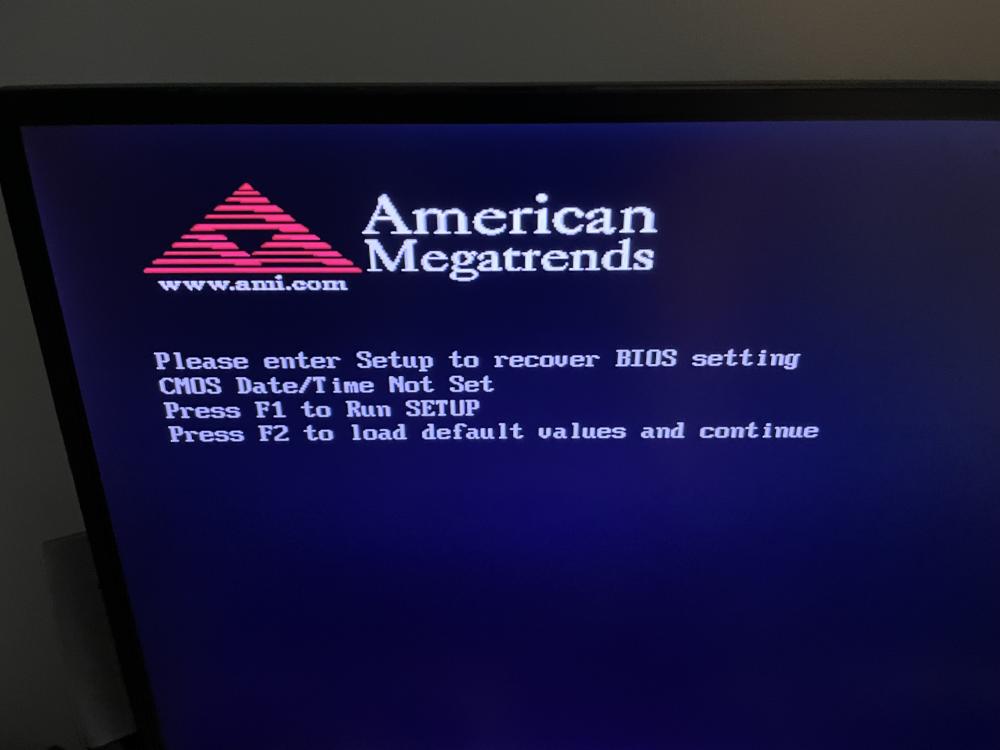 American
Megatrends
www.ami.com
Please enter Setup to recover BIOS setting
CMOS Date/Time Not Set
Press F1 to Run SETUP
Press F2 to load default values and continue